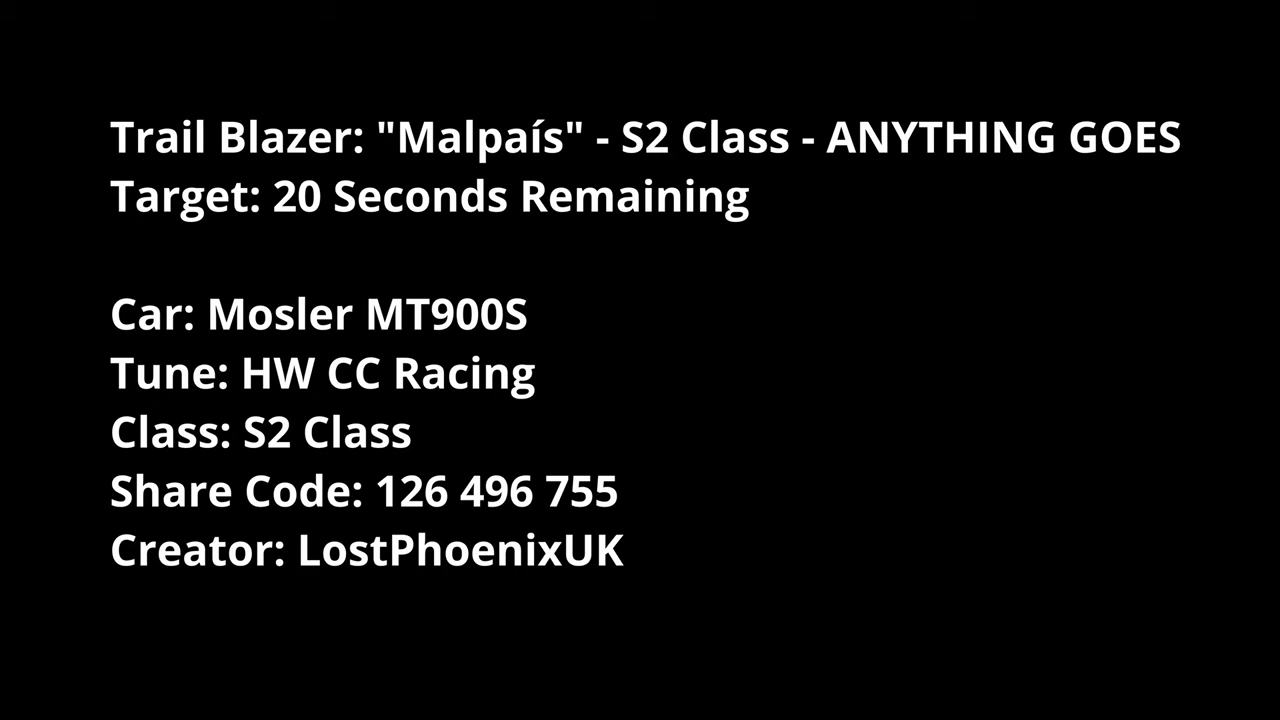 Trail Blazer: "Malpaís" - S2 Class - ANYTHING GOES
Target: 20 Seconds Remaining
Car: Mosler MT900S
Tune: HW CC Racing
Class: S2 Class
Share Code: 126 496 755
Creator: LostPhoenixUK